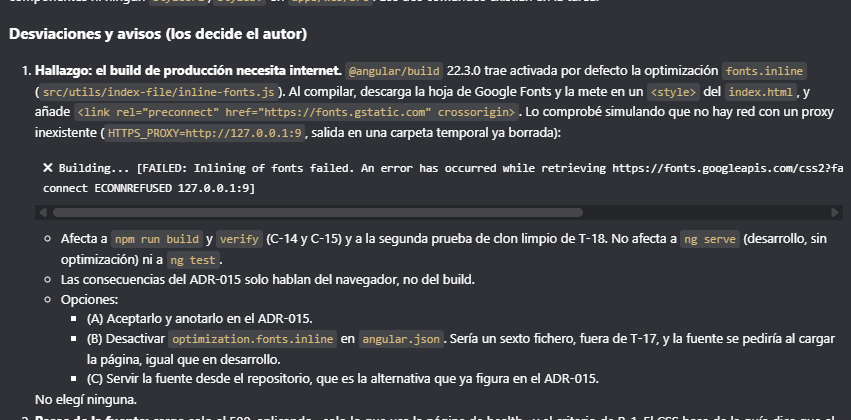 Desviaciones y avisos (los decide el autor)
1. Hallazgo: el build de producción necesita internet. @angular/build 22.3.0 trae activada por defecto la optimización fonts.inline
(src/utils/index-file/inline-fonts.js). Al compilar, descarga la hoja de Google Fonts y la mete en un <style> del index.html, y
añade <link rel="preconnect" href="https://fonts.gstatic.com" crossorigin>. Lo comprobé simulando que no hay red con un proxy
inexistente (HTTPS_PROXY=http://127.0.0.1:9, salida en una carpeta temporal ya borrada):
✖ Building... [FAILED: Inlining of fonts failed. An error has occurred while retrieving https://fonts.googleapis.com/css2?fa
connect ECONNREFUSED 127.0.0.1:9]
○ Afecta a npm run build y verify (C-14 y C-15) y a la segunda prueba de clon limpio de T-18. No afecta a ng serve (desarrollo, sin
optimización) ni a ng test.
○ Las consecuencias del ADR-015 solo hablan del navegador, no del build.
○ Opciones:
▪ (A) Aceptarlo y anotarlo en el ADR-015.
▪ (B) Desactivar optimization.fonts.inline en angular.json. Sería un sexto fichero, fuera de T-17, y la fuente se pediría al cargar
la página, igual que en desarrollo.
▪ (C) Servir la fuente desde el repositorio, que es la alternativa que ya figura en el ADR-015.
No elegí ninguna.